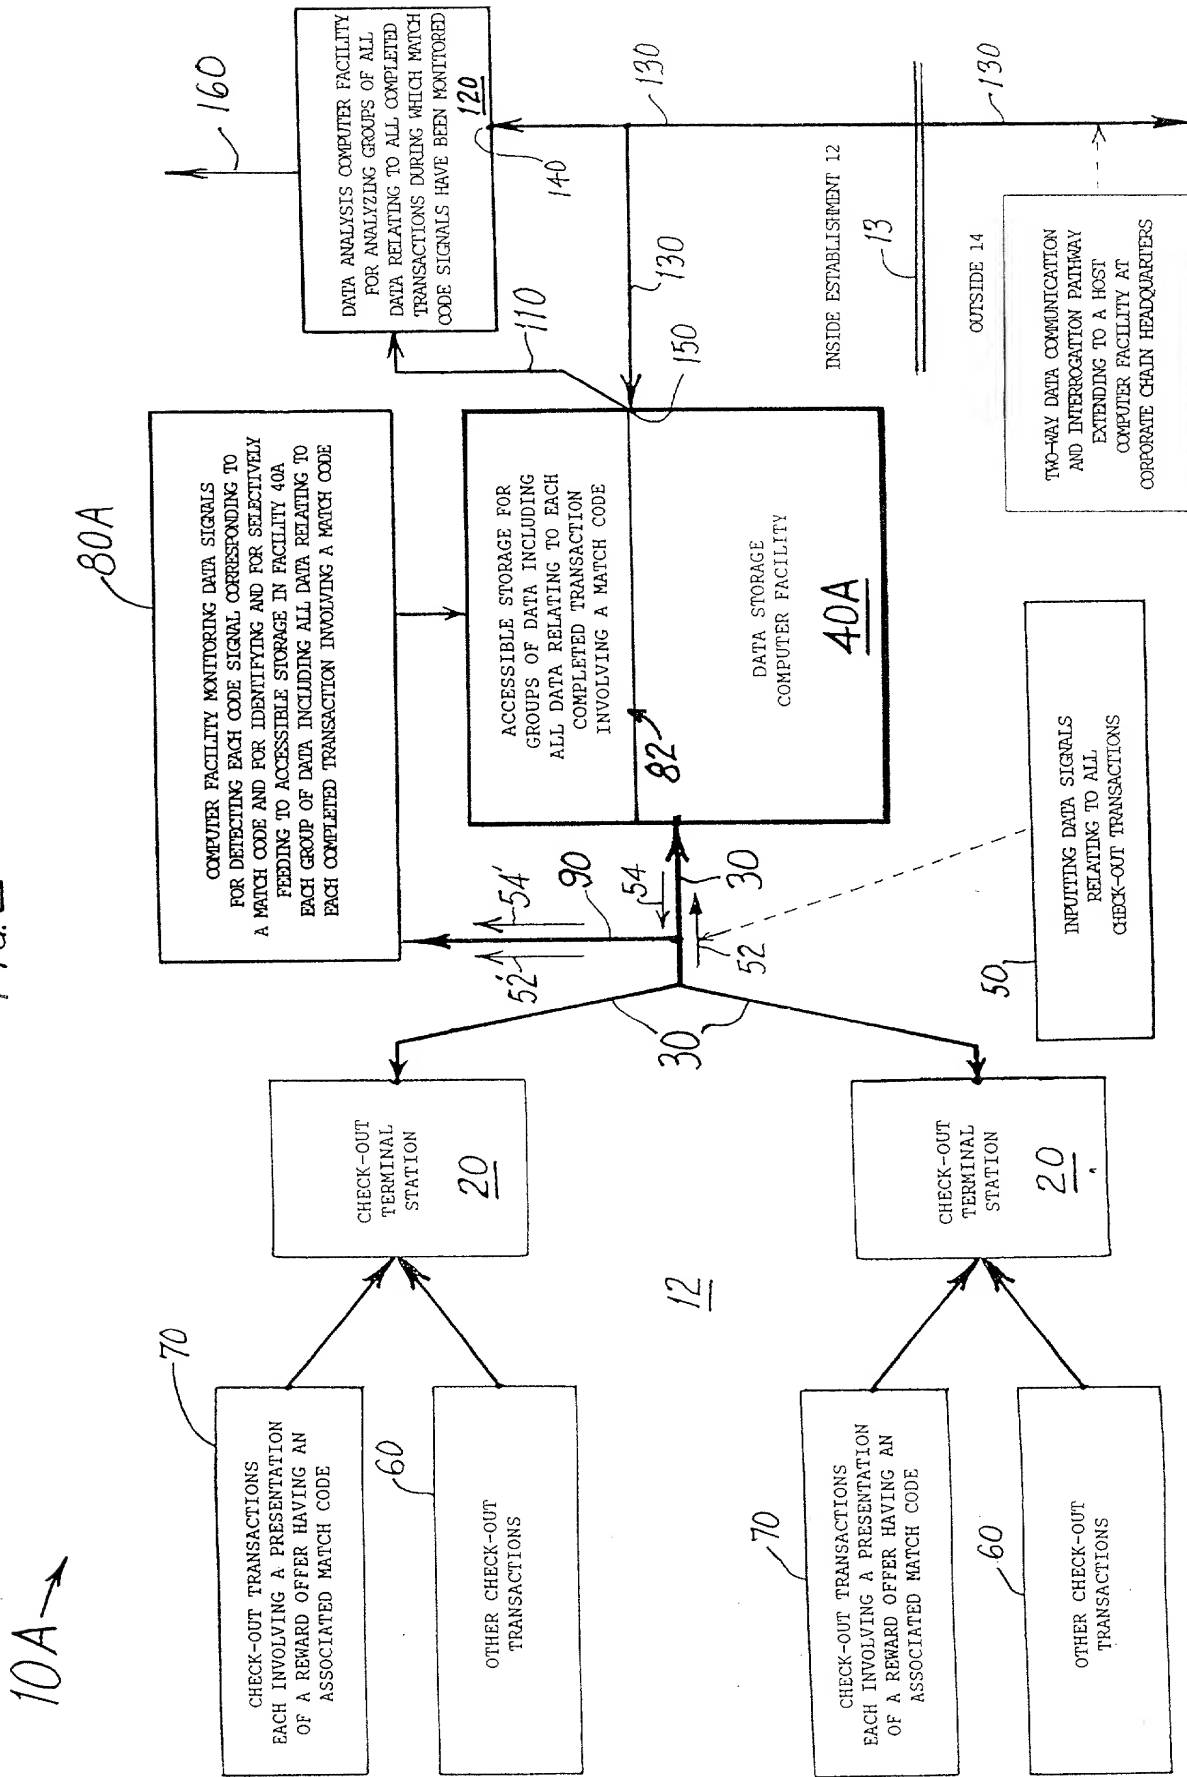 10A
70
CHECK-OUT TRANSACTIONS
EACH INVOLVING A PRESENTATION
OF A REWARD OFFER HAVING AN
ASSOCIATED MATCH CODE
60
OTHER CHECK-OUT
TRANSACTIONS
12
70
CHECK-OUT TRANSACTIONS
EACH INVOLVING A PRESENTATION
OF A REWARD OFFER HAVING AN
ASSOCIATED MATCH CODE
60
OTHER CHECK-OUT
TRANSACTIONS
CHECK-OUT
TERMINAL
STATION
20
CHECK-OUT
TERMINAL
STATION
20
30
80A
COMPUTER FACILITY MONITORING DATA SIGNALS
FOR DETECTING EACH CODE SIGNAL CORRESPONDING TO
A MATCH CODE AND FOR IDENTIFYING AND FOR SELECTIVELY
FEEDING TO ACCESSIBLE STORAGE IN FACILITY 40A
EACH GROUP OF DATA INCLUDING ALL DATA RELATING TO
EACH COMPLETED TRANSACTION INVOLVING A MATCH CODE
52'
54'
90
54
30
52
50
INPUTTING DATA SIGNALS
RELATING TO ALL
CHECK-OUT TRANSACTIONS
ACCESSIBLE STORAGE FOR
GROUPS OF DATA INCLUDING
ALL DATA RELATING TO EACH
COMPLETED TRANSACTION
INVOLVING A MATCH CODE
82
DATA STORAGE
COMPUTER FACILITY
40A
150
110
130
160
DATA ANALYSIS COMPUTER FACILITY
FOR ANALYZING GROUPS OF ALL
DATA RELATING TO ALL COMPLETED
TRANSACTIONS DURING WHICH MATCH
CODE SIGNALS HAVE BEEN MONITORED
120
140
130
INSIDE ESTABLISHMENT 12
13
OUTSIDE 14
130
TWO-WAY DATA COMMUNICATION
AND INTERROGATION PATHWAY
EXTENDING TO A HOST
COMPUTER FACILITY AT
CORPORATE CHAIN HEADQUARTERS